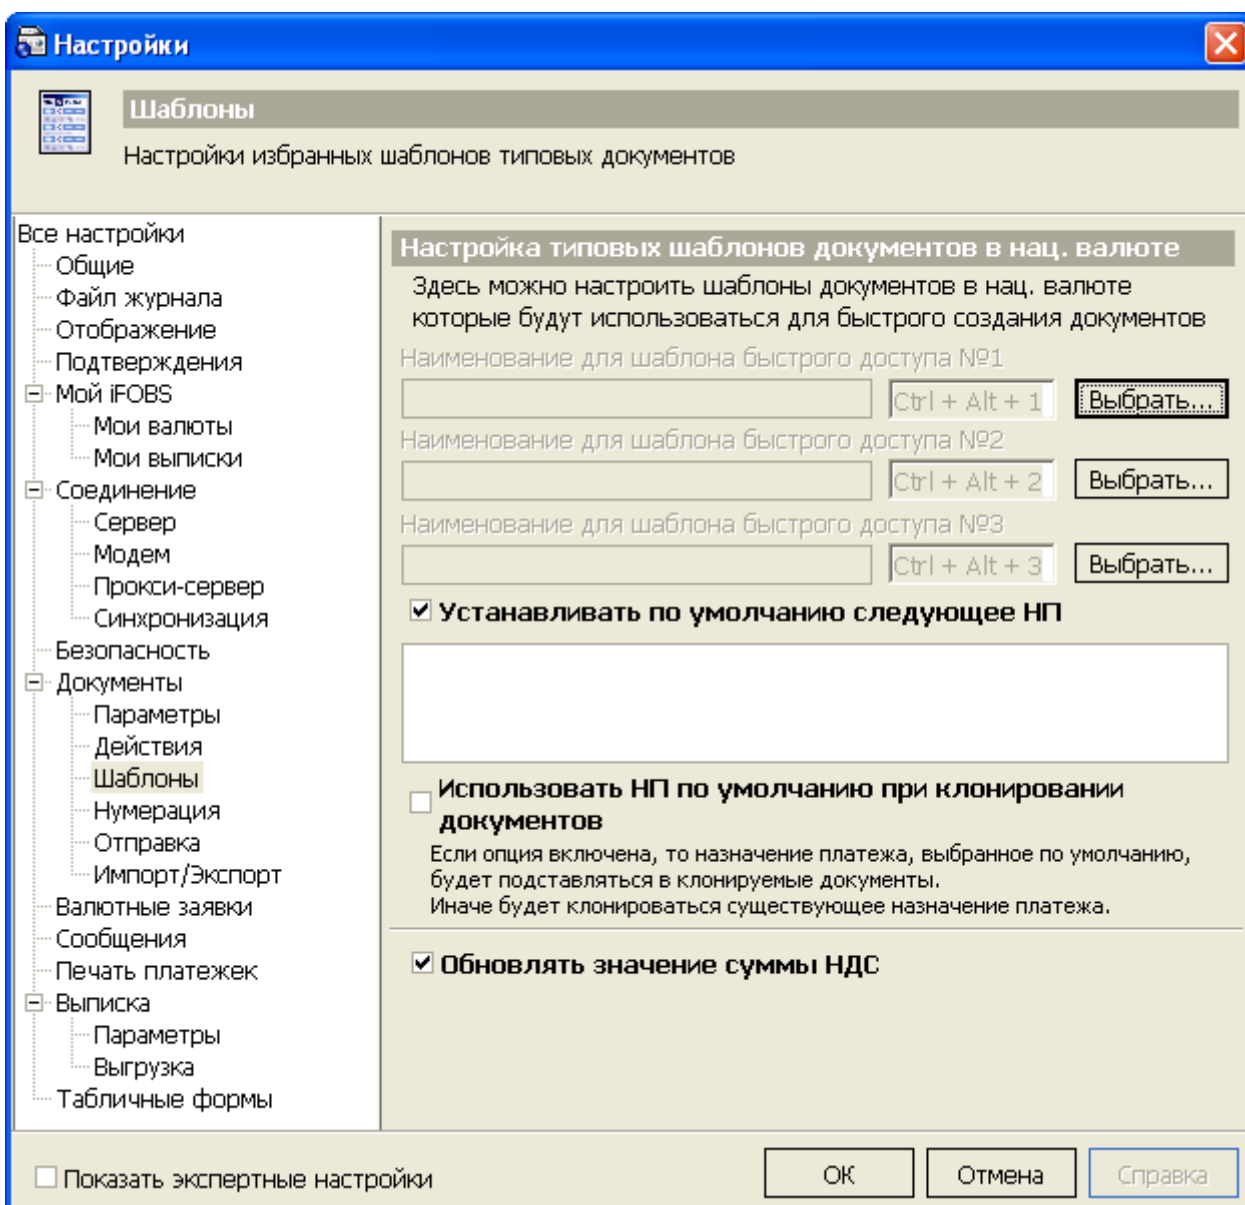 Настройки
Шаблоны
Настройки избранных шаблонов типовых документов
Все настройки
Общие
Файл журнала
Отображение
Подтверждения
Мой iFOBS
Мои валюты
Мои выписки
Соединение
Сервер
Модем
Прокси-сервер
Синхронизация
Безопасность
Документы
Параметры
Действия
Шаблоны
Нумерация
Отправка
Импорт/Экспорт
Валютные заявки
Сообщения
Печать платежек
Выписка
Параметры
Выгрузка
Табличные формы
Настройка типовых шаблонов документов в нац. валюте
Здесь можно настроить шаблоны документов в нац. валюте
которые будут использоваться для быстрого создания документов
Наименование для шаблона быстрого доступа №1
Ctrl + Alt + 1 Выбрать...
Наименование для шаблона быстрого доступа №2
Ctrl + Alt + 2 Выбрать...
Наименование для шаблона быстрого доступа №3
Ctrl + Alt + 3 Выбрать...
Устанавливать по умолчанию следующее НП
Использовать НП по умолчанию при клонировании
документов
Если опция включена, то назначение платежа, выбранное по умолчанию,
будет подставляться в клонируемые документы.
Иначе будет клонироваться существующее назначение платежа.
Обновлять значение суммы НДС
Показать экспертные настройки
ОК Отмена Справка